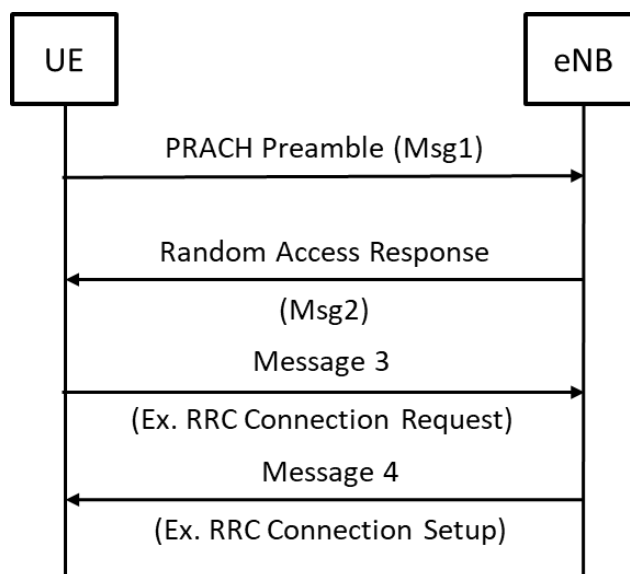 UE
eNB
PRACH Preamble (Msg1)
Random Access Response
(Msg2)
Message 3
(Ex. RRC Connection Request)
Message 4
(Ex. RRC Connection Setup)